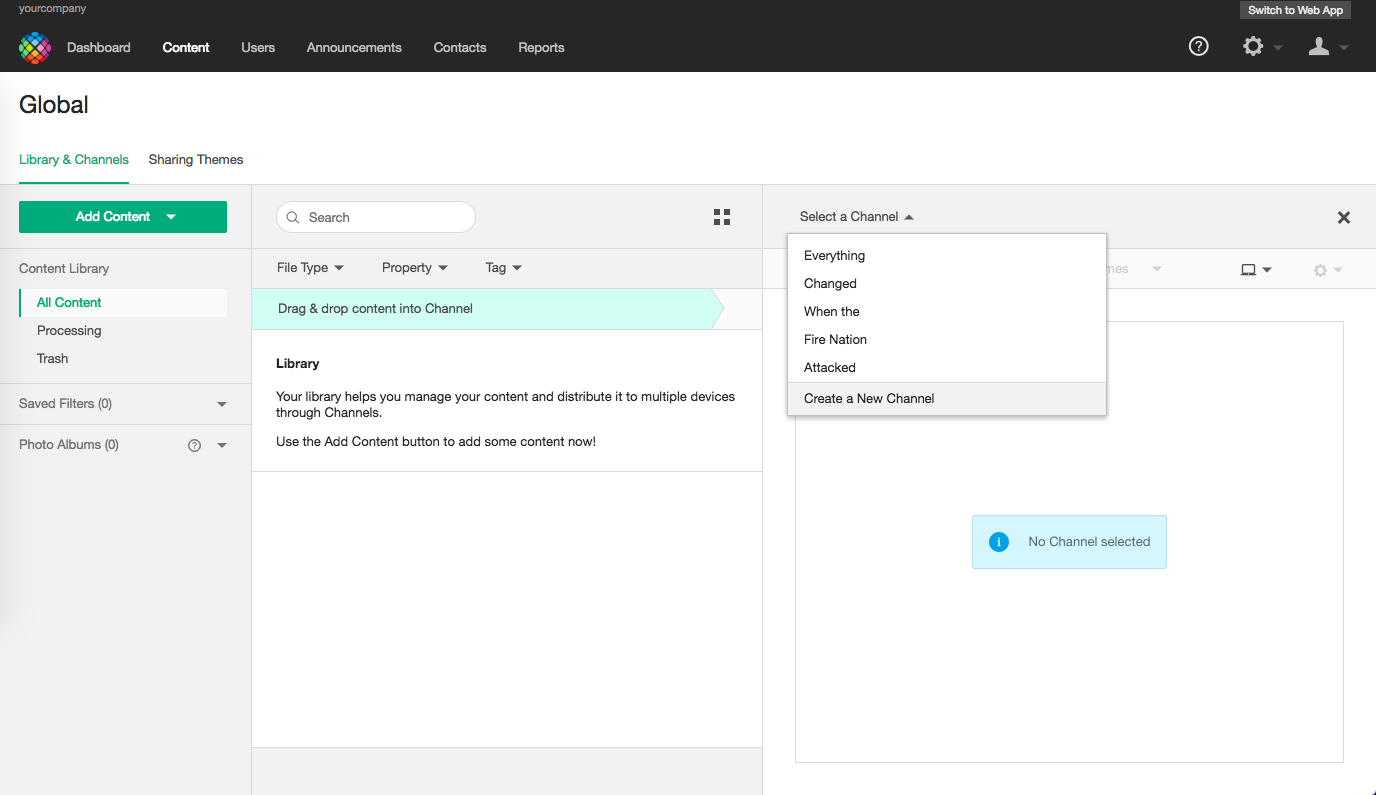 yourcompany
Switch to Web App
Dashboard Content Users Announcements Contacts Reports
Global
Library & Channels Sharing Themes
Add Content
Search
Select a Channel
Content Library
All Content
Processing
Trash
Saved Filters (0)
Photo Albums (0)
File Type Property Tag
Drag & drop content into Channel
Library
Your library helps you manage your content and distribute it to multiple devices
through Channels.
Use the Add Content button to add some content now!
Everything
Changed
When the
Fire Nation
Attacked
Create a New Channel
No Channel selected